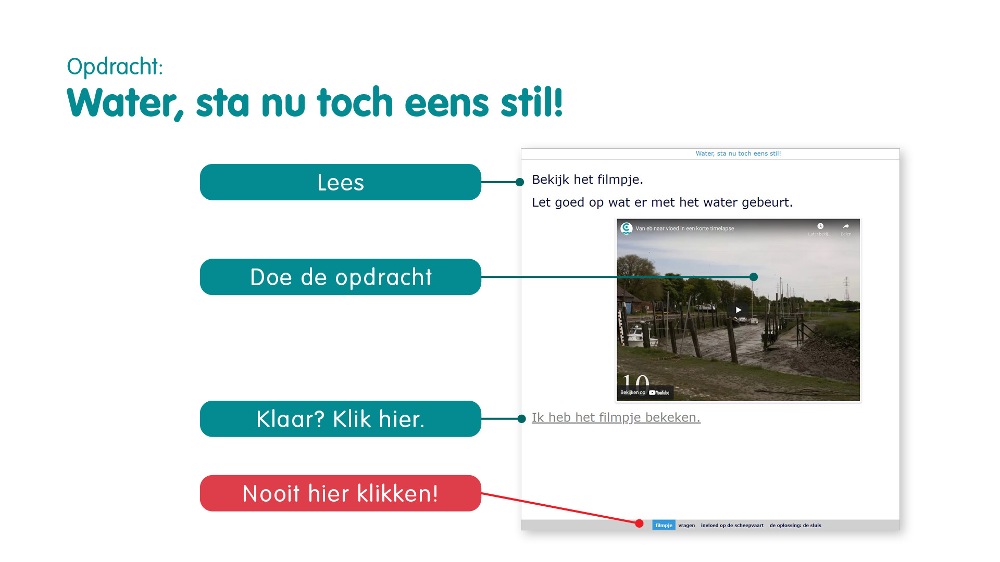 Opdracht:
Water, sta nu toch eens stil!
Lees
Doe de opdracht
Klaar? Klik hier.
Nooit hier klikken!
Water, sta nu toch eens stil!
Bekijk het filmpje.
Let goed op wat er met het water gebeurt.
Van eb naar vloed in een korte timelapse
Later bekij...
Delen
:10
Bekijken op YouTube
Ik heb het filmpje bekeken.
filmpje vragen invloed op de scheepvaart de oplossing: de sluis